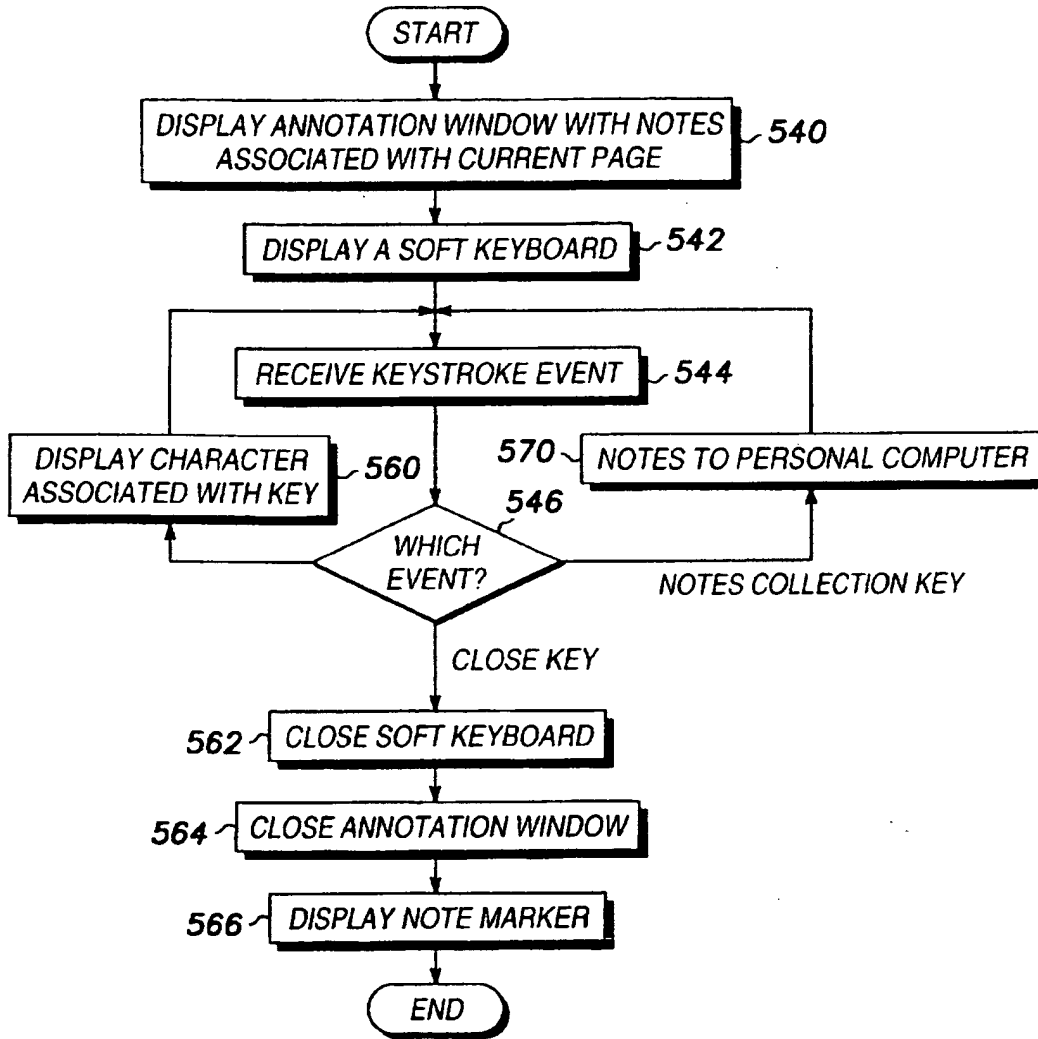 START
DISPLAY ANNOTATION WINDOW WITH NOTES
ASSOCIATED WITH CURRENT PAGE
540
DISPLAY A SOFT KEYBOARD
542
RECEIVE KEYSTROKE EVENT
544
DISPLAY CHARACTER
ASSOCIATED WITH KEY
560
570
NOTES TO PERSONAL COMPUTER
546
WHICH
EVENT?
NOTES COLLECTION KEY
CLOSE KEY
562
CLOSE SOFT KEYBOARD
564
CLOSE ANNOTATION WINDOW
566
DISPLAY NOTE MARKER
END